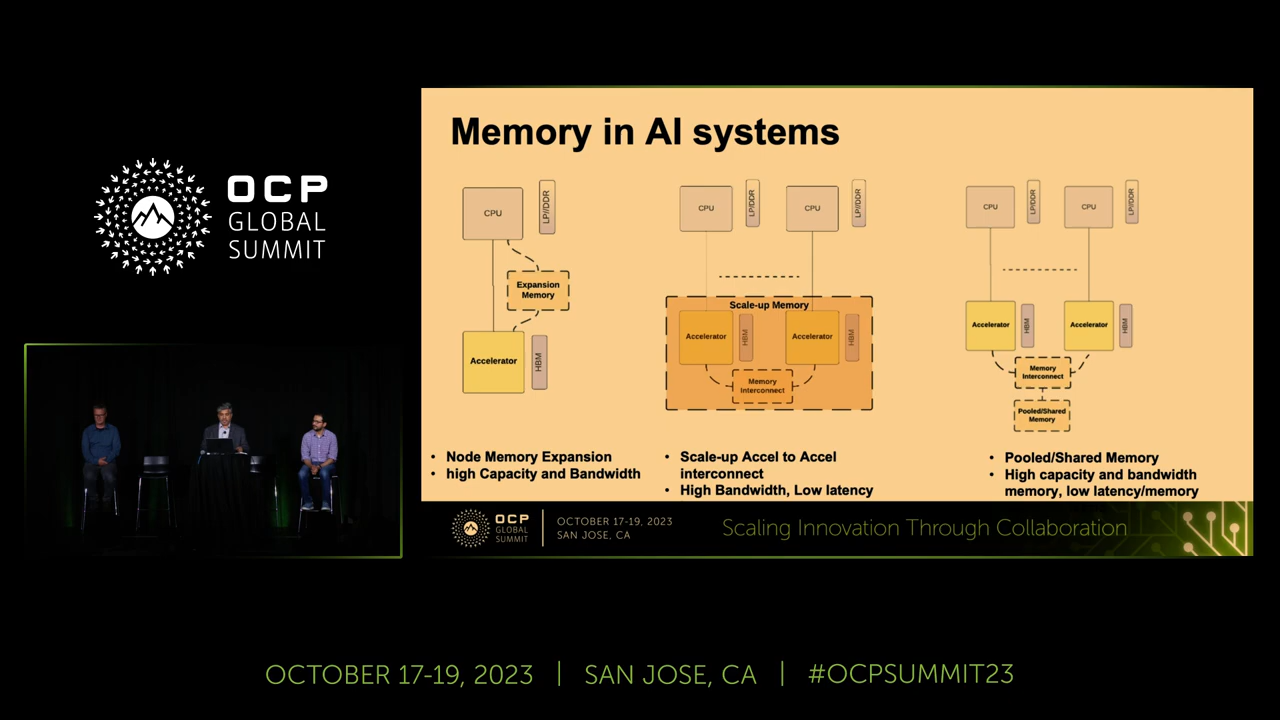 OCP
GLOBAL
SUMMIT
Memory in AI systems
CPU
LP//DDR
Expansion
Memory
Accelerator
HBM
CPU
LP/DDR
CPU
LP//DDR
Scale-up Memory
Accelerator
HBM
Accelerator
HBM
Memory
Interconnect
CPU
LP/DDR
CPU
LP//DDR
Accelerator
HBM
Accelerator
HBM
Memory
Interconnect
Pooled/Shared
Memory
• Node Memory Expansion
• high Capacity and Bandwidth
• Scale-up Accel to Accel
interconnect
• High Bandwidth, Low latency
• Pooled/Shared Memory
• High capacity and bandwidth
memory, low latency/memory
OCP
GLOBAL
SUMMIT
OCTOBER 17-19, 2023
SAN JOSE, CA
Scaling Innovation Through Collaboration
OCTOBER 17-19, 2023 | SAN JOSE, CA | #OCPSUMMIT23